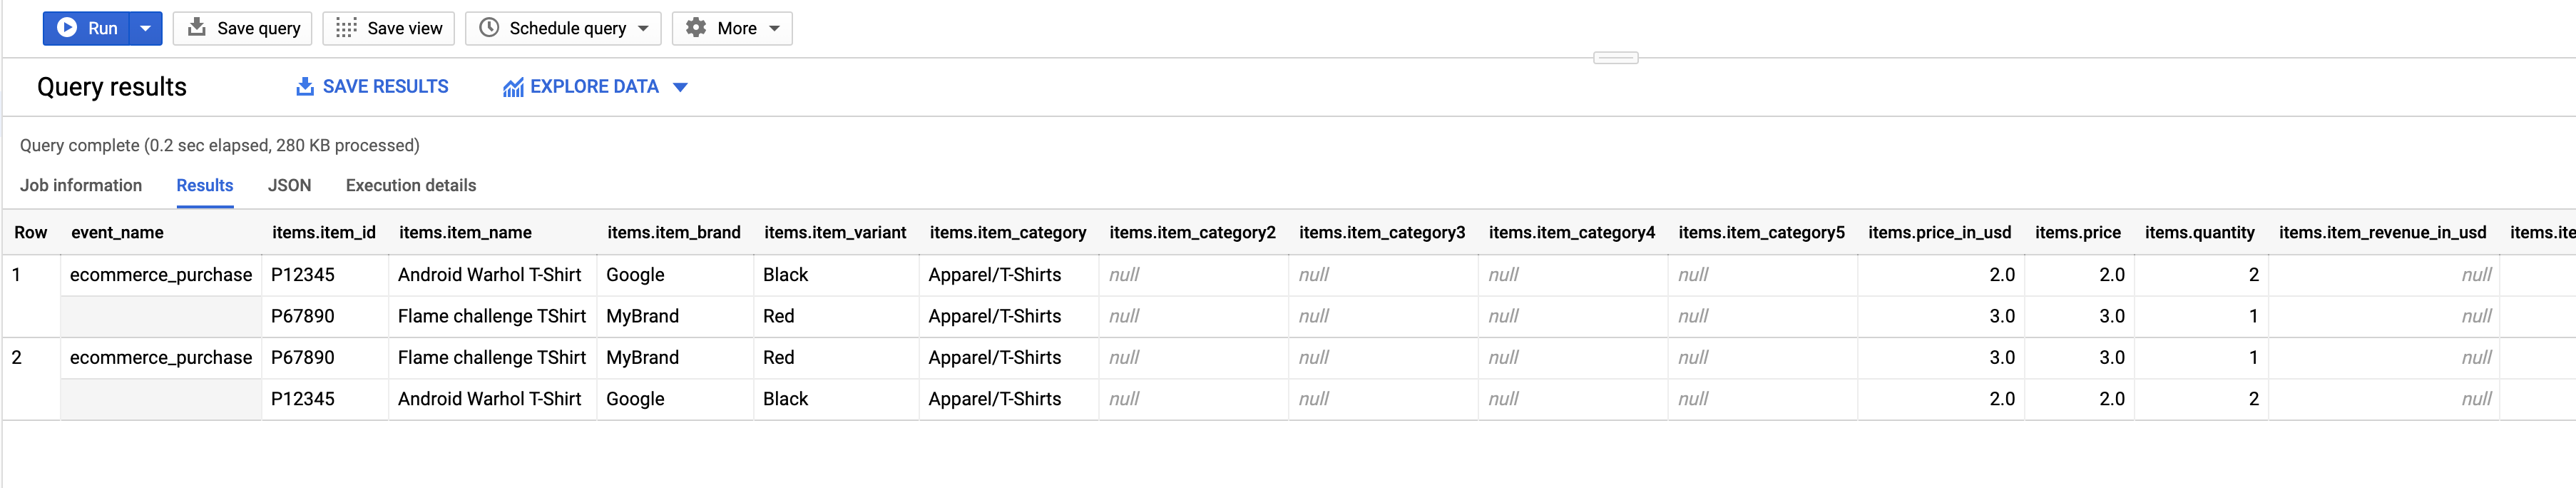 Run Save query Save view Schedule query More
Query results SAVE RESULTS EXPLORE DATA
Query complete (0.2 sec elapsed, 280 KB processed)
Job information Results JSON Execution details
Row event_name items.item_id items.item_name items.item_brand items.item_variant items.item_category items.item_category2 items.item_category3 items.item_category4 items.item_category5 items.price_in_usd items.price items.quantity items.item_revenue_in_usd items.ite
1 ecommerce_purchase P12345 Android Warhol T-Shirt Google Black Apparel/T-Shirts null null null null 2.0 2.0 2 null
P67890 Flame challenge TShirt MyBrand Red Apparel/T-Shirts null null null null 3.0 3.0 1 null
2 ecommerce_purchase P67890 Flame challenge TShirt MyBrand Red Apparel/T-Shirts null null null null 3.0 3.0 1 null
P12345 Android Warhol T-Shirt Google Black Apparel/T-Shirts null null null null 2.0 2.0 2 null